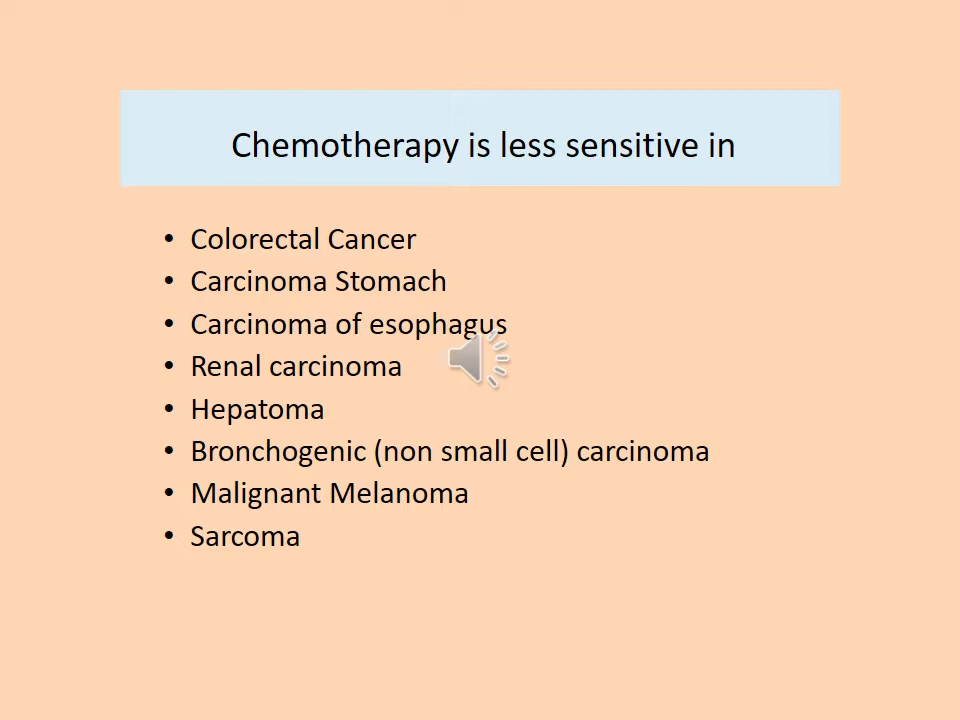 Chemotherapy is less sensitive in
• Colorectal Cancer
• Carcinoma Stomach
• Carcinoma of esophagus
• Renal carcinoma
• Hepatoma
• Bronchogenic (non small cell) carcinoma
• Malignant Melanoma
• Sarcoma